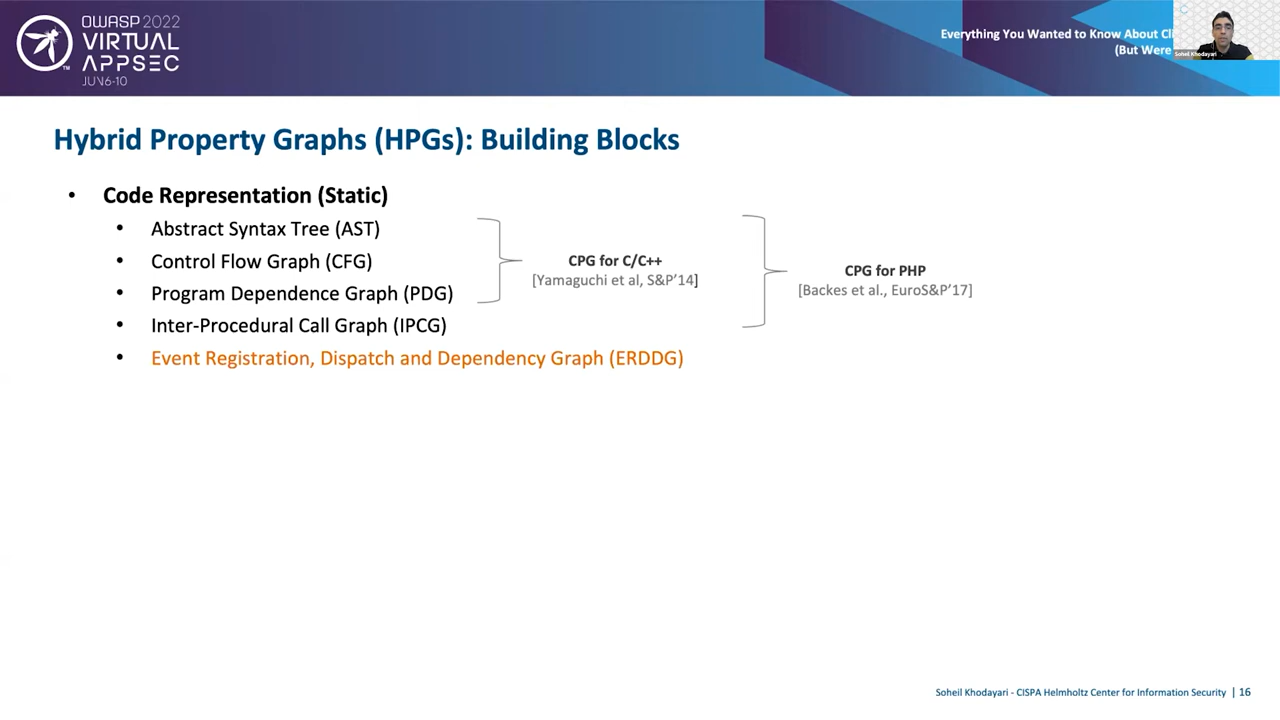 OWASP 2022
VIRTUAL
APPSEC
JUN 6-10
TM
Everything You Wanted to Know About
(But Were
Soheil Khodayari
Hybrid Property Graphs (HPGs): Building Blocks
• Code Representation (Static)
• Abstract Syntax Tree (AST)
• Control Flow Graph (CFG)
• Program Dependence Graph (PDG)
• Inter-Procedural Call Graph (IPCG)
• Event Registration, Dispatch and Dependency Graph (ERDDG)
CPG for C/C++
[Yamaguchi et al, S&P'14]
CPG for PHP
[Backes et al., EuroS&P'17]
Soheil Khodayari - CISPA Helmholtz Center for Information Security | 16